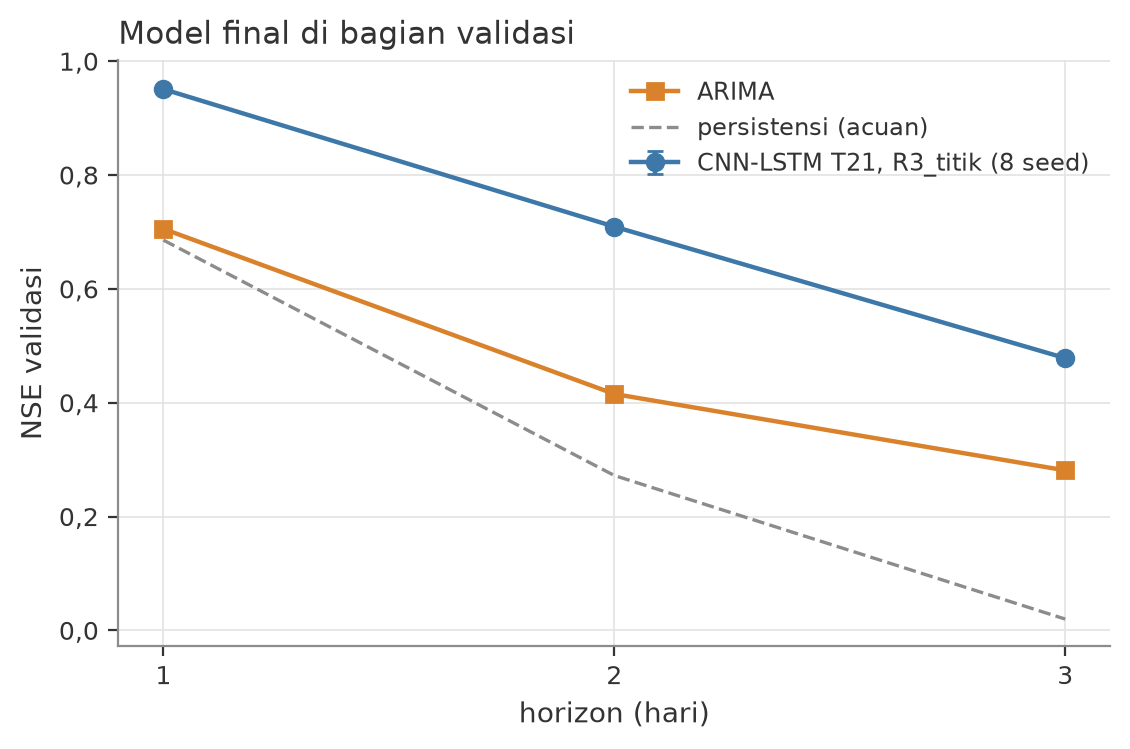 Model final di bagian validasi
NSE validasi
1,0
0,8
0,6
0,4
0,2
0,0
ARIMA
persistensi (acuan)
CNN-LSTM T21, R3_titik (8 seed)
1
2
3
horizon (hari)